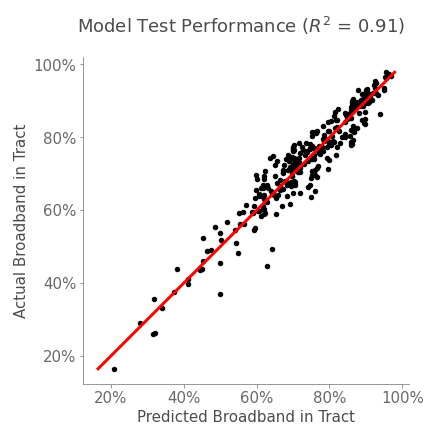 Model Test Performance (R² = 0.91)
100%
80%
60%
40%
20%
Actual Broadband in Tract
20% 40% 60% 80% 100%
Predicted Broadband in Tract